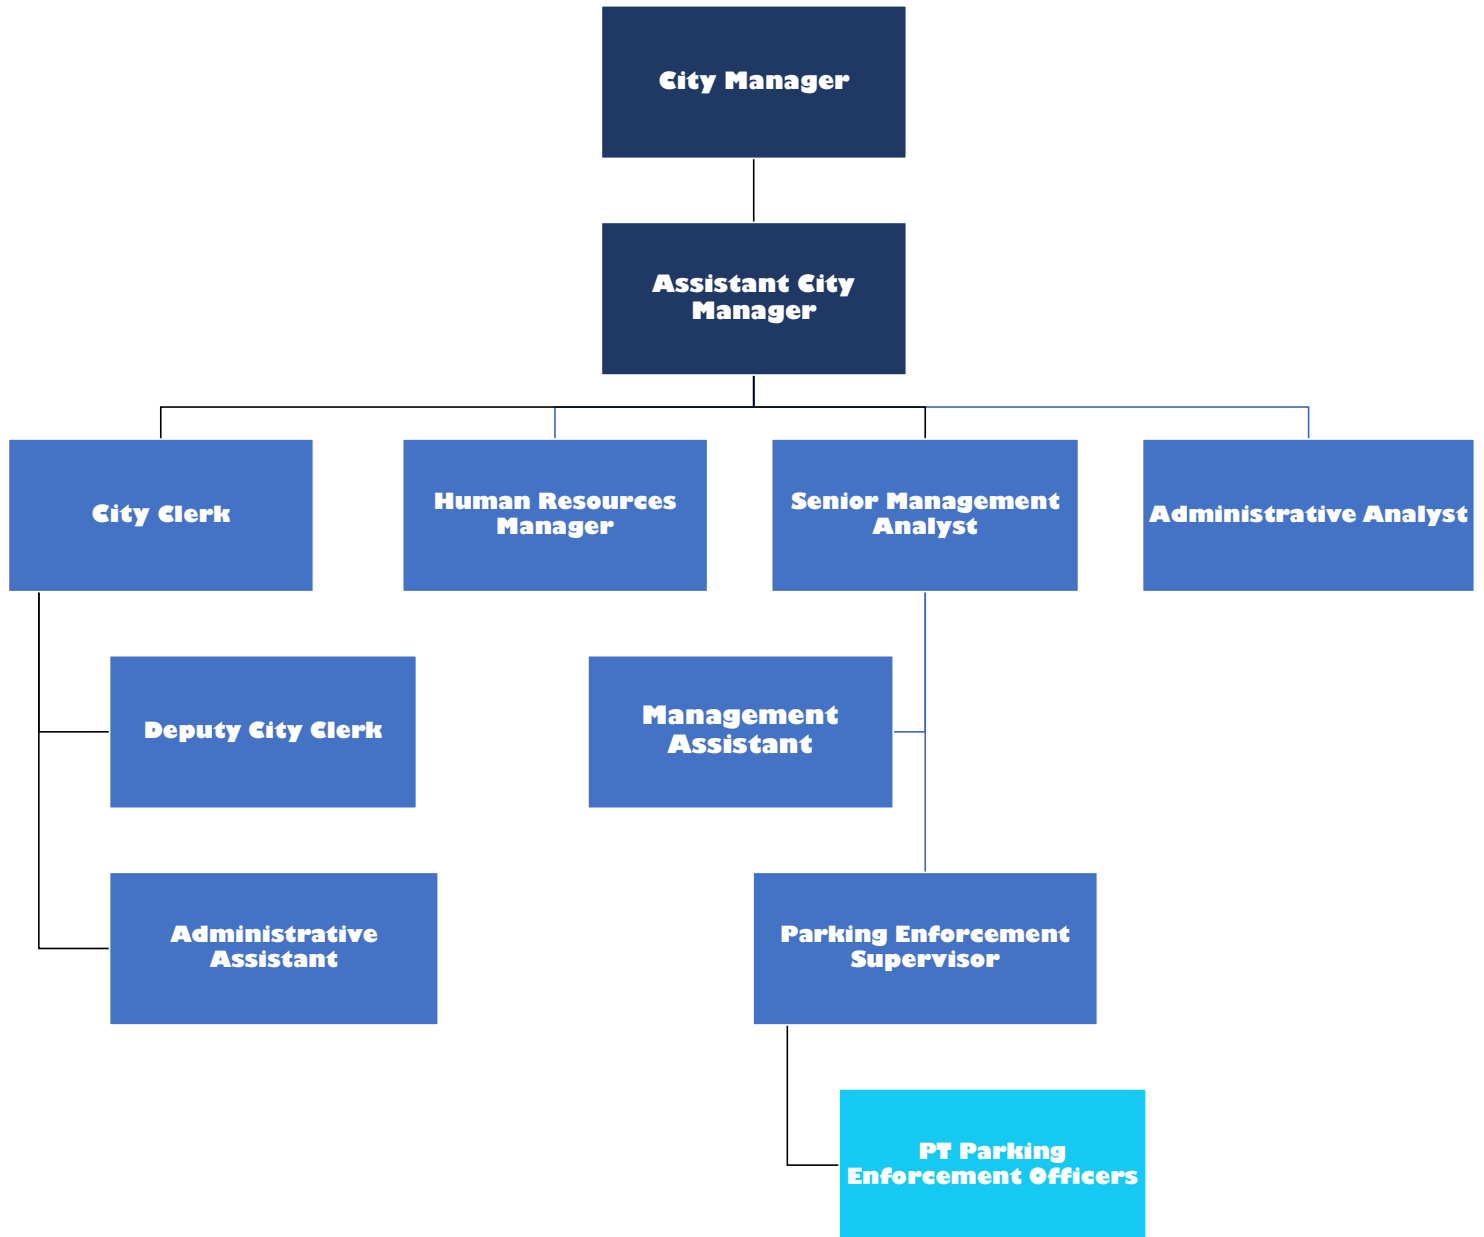 City Manager
Assistant City
Manager
City Clerk
Human Resources
Manager
Senior Management
Analyst
Administrative Analyst
Deputy City Clerk
Management
Assistant
Administrative
Assistant
Parking Enforcement
Supervisor
PT Parking
Enforcement Officers